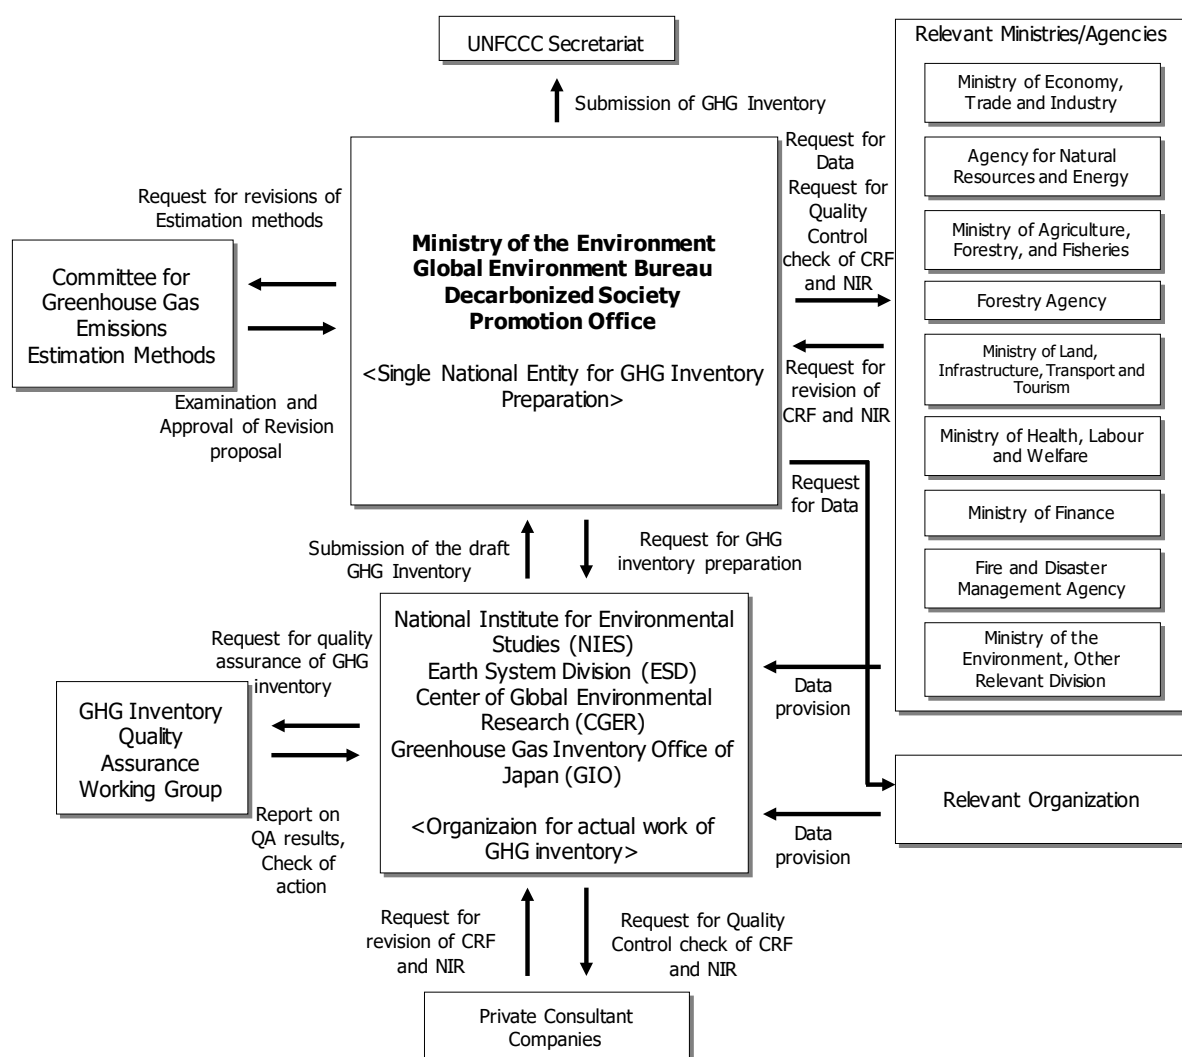 UNFCCC Secretariat
Submission of GHG Inventory
Request for revisions of
Estimation methods
Committee for
Greenhouse Gas
Emissions
Estimation Methods
Examination and
Approval of Revision
proposal
Ministry of the Environment
Global Environment Bureau
Decarbonized Society
Promotion Office
<Single National Entity for GHG Inventory
Preparation>
Request for
Data
Request for
Quality
Control
check of CRF
and NIR
Request for
revision of
CRF and NIR
Request
for Data
Relevant Ministries/Agencies
Ministry of Economy,
Trade and Industry
Agency for Natural
Resources and Energy
Ministry of Agriculture,
Forestry, and Fisheries
Forestry Agency
Ministry of Land,
Infrastructure, Transport and
Tourism
Ministry of Health, Labour
and Welfare
Ministry of Finance
Fire and Disaster
Management Agency
Ministry of the
Environment, Other
Relevant Division
Submission of the draft
GHG Inventory
Request for GHG
inventory preparation
Request for quality
assurance of GHG
inventory
GHG Inventory
Quality
Assurance
Working Group
Report on
QA results,
Check of
action
National Institute for Environmental
Studies (NIES)
Earth System Division (ESD)
Center of Global Environmental
Research (CGER)
Greenhouse Gas Inventory Office of
Japan (GIO)
<Organizaion for actual work of
GHG inventory>
Data
provision
Relevant Organization
Data
provision
Request for
revision of CRF
and NIR
Request for Quality
Control check of CRF
and NIR
Private Consultant
Companies